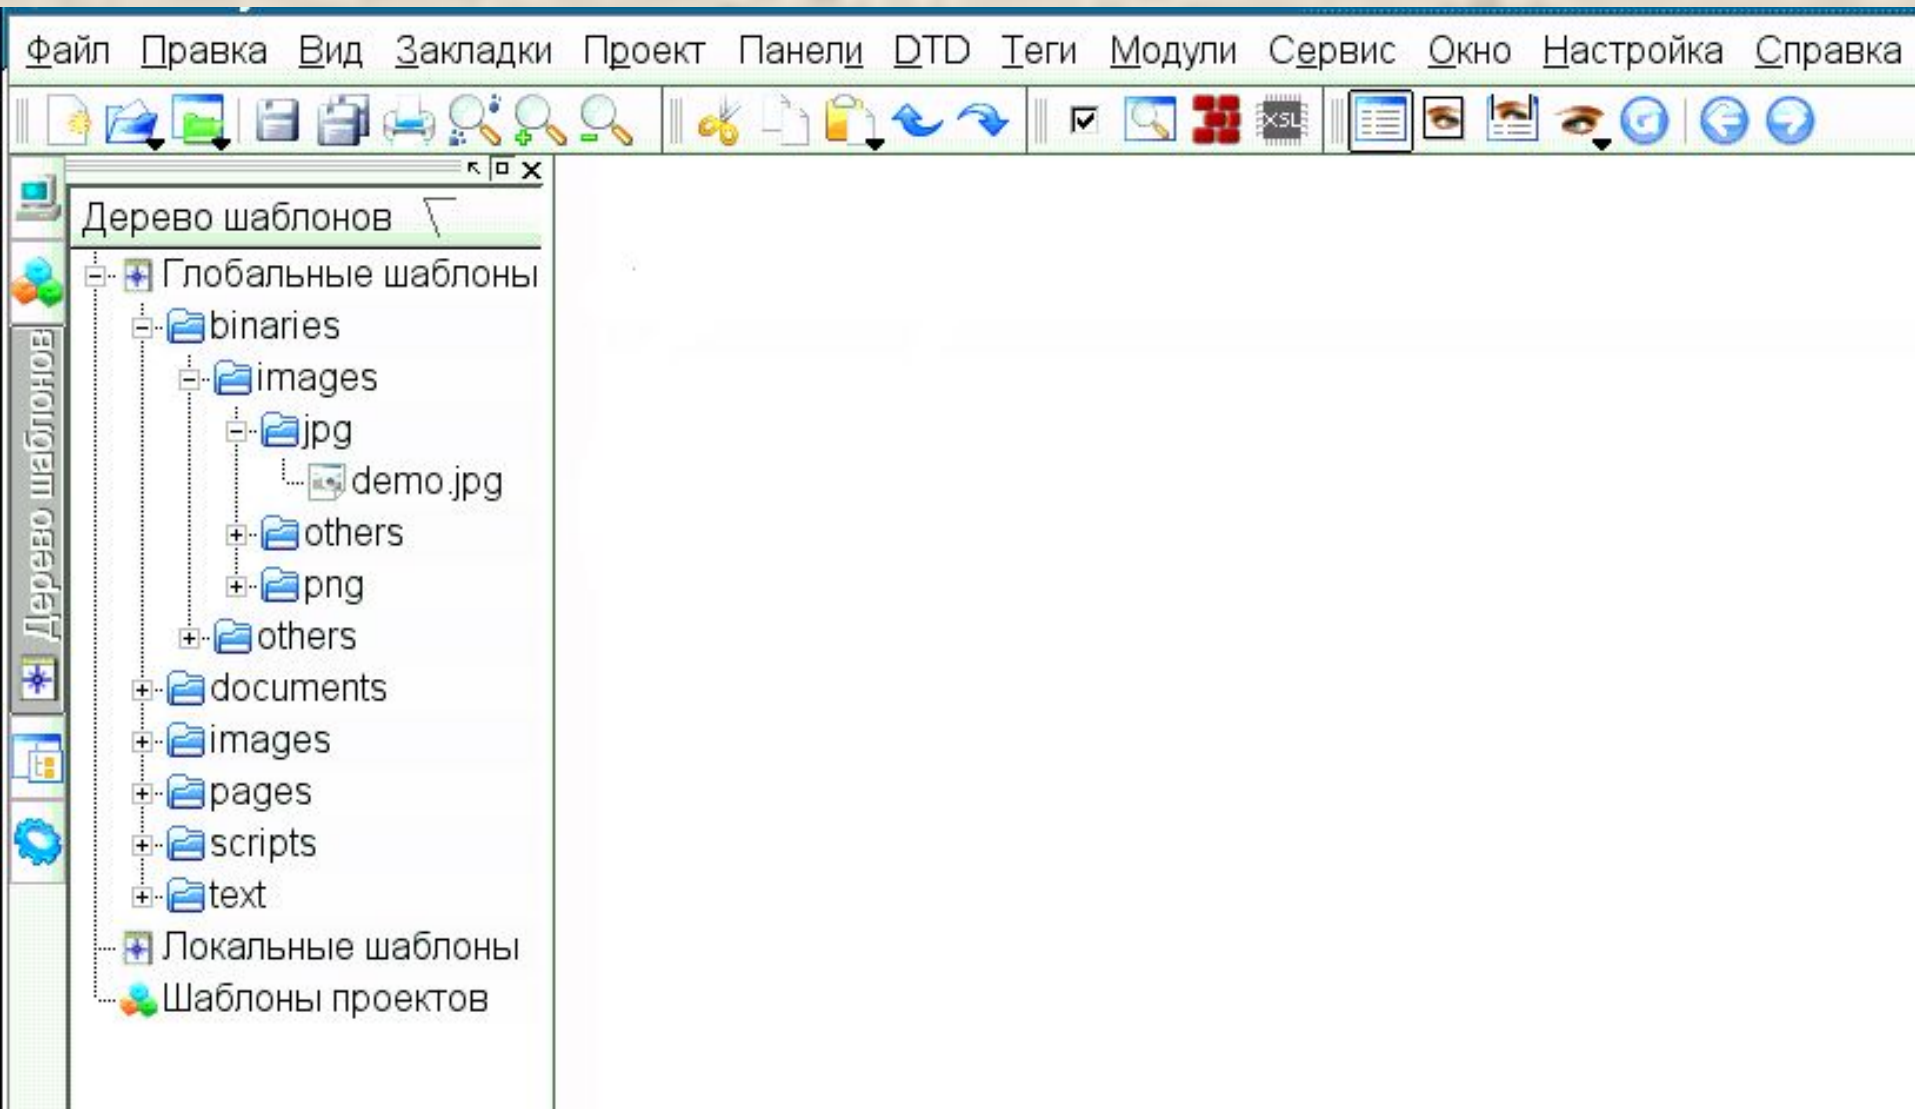 Файл Правка Вид Закладки Проект Панели DTD Теги Модули Сервис Окно Настройка Справка
XSL
Дерево шаблонов
Дерево шаблонов
Глобальные шаблоны
binaries
images
jpg
demo.jpg
others
png
others
documents
images
pages
scripts
text
Локальные шаблоны
Шаблоны проектов